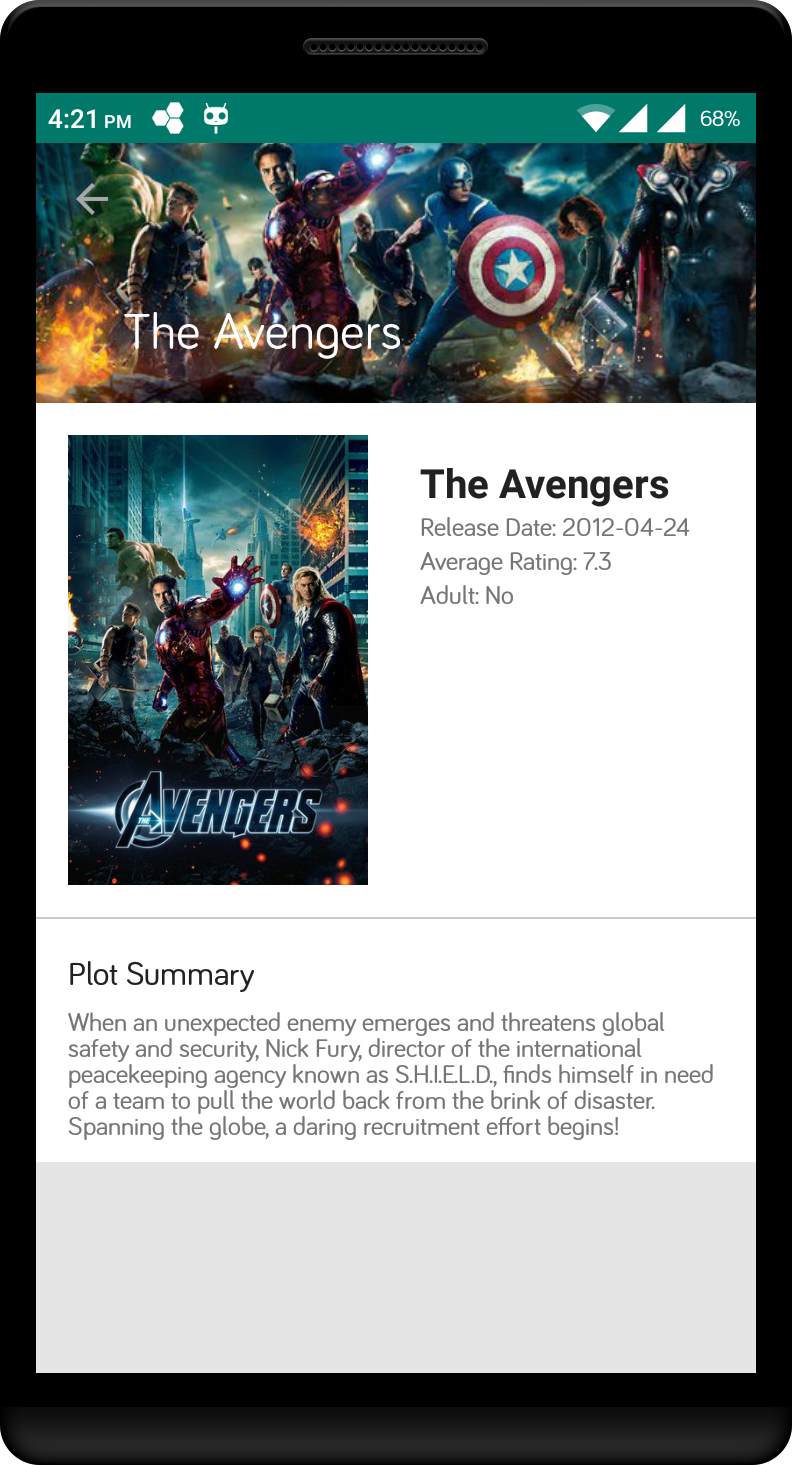 4:21 PM 68%
The Avengers
THE AVENGERS
The Avengers
Release Date: 2012-04-24
Average Rating: 7.3
Adult: No
Plot Summary
When an unexpected enemy emerges and threatens global
safety and security, Nick Fury, director of the international
peacekeeping agency known as S.H.I.E.L.D., finds himself in need
of a team to pull the world back from the brink of disaster.
Spanning the globe, a daring recruitment effort begins!